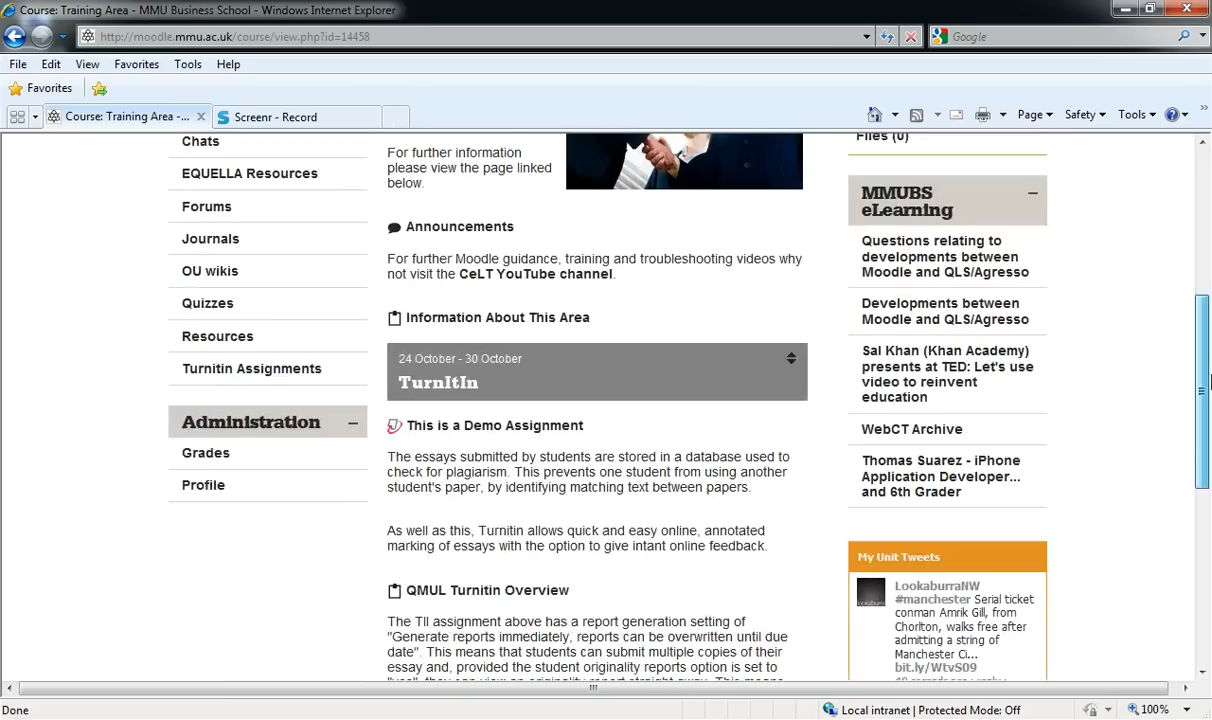 Course: Training Area - MMU Business School - Windows Internet Explorer
http://moodle.mmu.ac.uk/course/view.php?id=14458
Google
File Edit View Favorites Tools Help
Favorites
Course: Training Area -...
Screenr - Record
Page Safety Tools
Chats
EQUELLA Resources
Forums
Journals
OU wikis
Quizzes
Resources
Turnitin Assignments
Administration
Grades
Profile
For further information
please view the page linked
below.
Announcements
For further Moodle guidance, training and troubleshooting videos why
not visit the CeLT YouTube channel.
Information About This Area
24 October - 30 October
TurnItIn
This is a Demo Assignment
The essays submitted by students are stored in a database used to
check for plagiarism. This prevents one student from using another
student's paper, by identifying matching text between papers.
As well as this, Turnitin allows quick and easy online, annotated
marking of essays with the option to give intant online feedback.
QMUL Turnitin Overview
The TII assignment above has a report generation setting of
"Generate reports immediately, reports can be overwritten until due
date". This means that students can submit multiple copies of their
essay and, provided the student originality reports option is set to
Files (0)
MMUBS
eLearning
Questions relating to
developments between
Moodle and QLS/Agresso
Developments between
Moodle and QLS/Agresso
Sal Khan (Khan Academy)
presents at TED: Let's use
video to reinvent
education
WebCT Archive
Thomas Suarez - iPhone
Application Developer...
and 6th Grader
My Unit Tweets
LookaburraNW
#manchester Serial ticket
conman Amrik Gill, from
Chorlton, walks free after
admitting a string of
Manchester Ci...
bit.ly/WtvS09
Done
Local intranet | Protected Mode: Off
100%